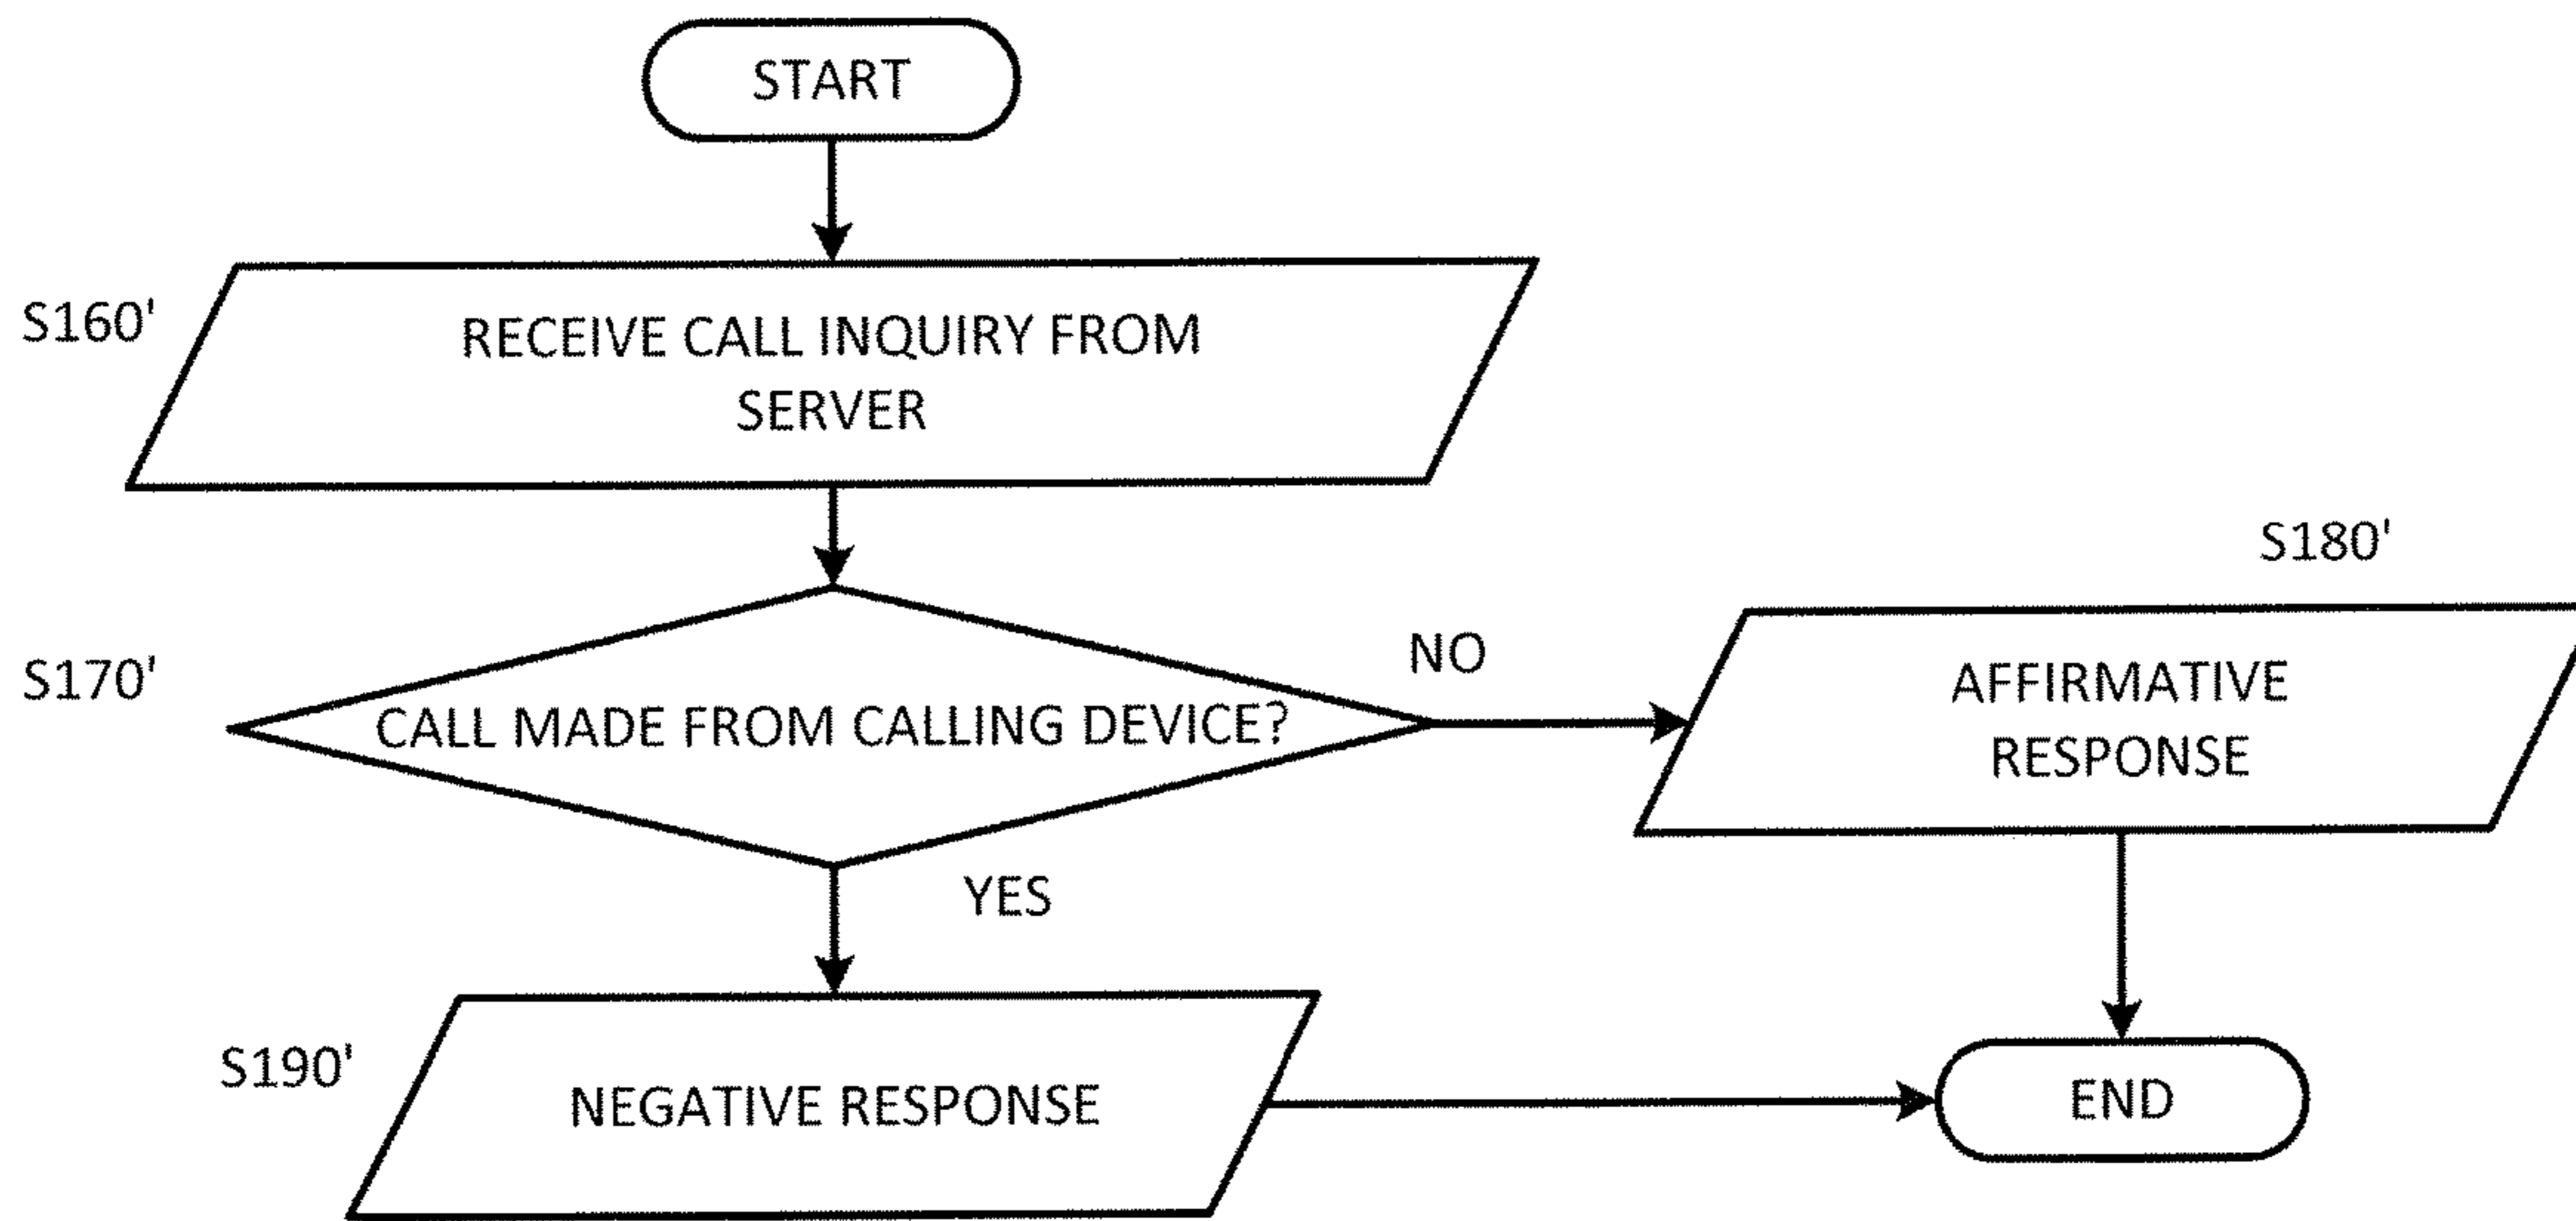 START
S160'
RECEIVE CALL INQUIRY FROM
SERVER
S170'
CALL MADE FROM CALLING DEVICE?
NO
S180'
AFFIRMATIVE
RESPONSE
YES
S190'
NEGATIVE RESPONSE
END